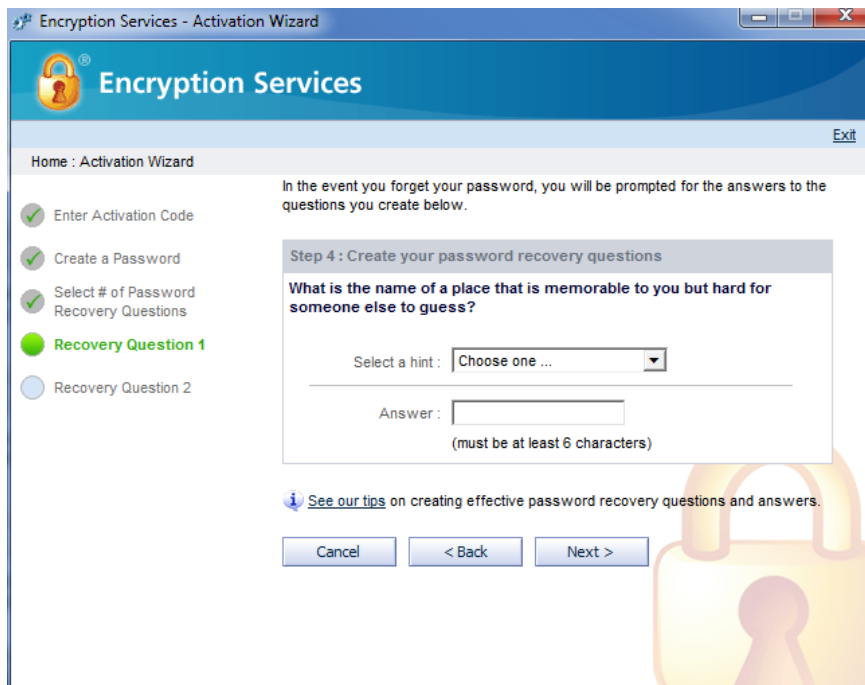 Encryption Services - Activation Wizard
®
Encryption Services
Exit
Home : Activation Wizard
Enter Activation Code
Create a Password
Select # of Password
Recovery Questions
Recovery Question 1
Recovery Question 2
In the event you forget your password, you will be prompted for the answers to the
questions you create below.
Step 4 : Create your password recovery questions
What is the name of a place that is memorable to you but hard for
someone else to guess?
Select a hint : Choose one ...
Answer :
(must be at least 6 characters)
See our tips on creating effective password recovery questions and answers.
Cancel < Back Next >